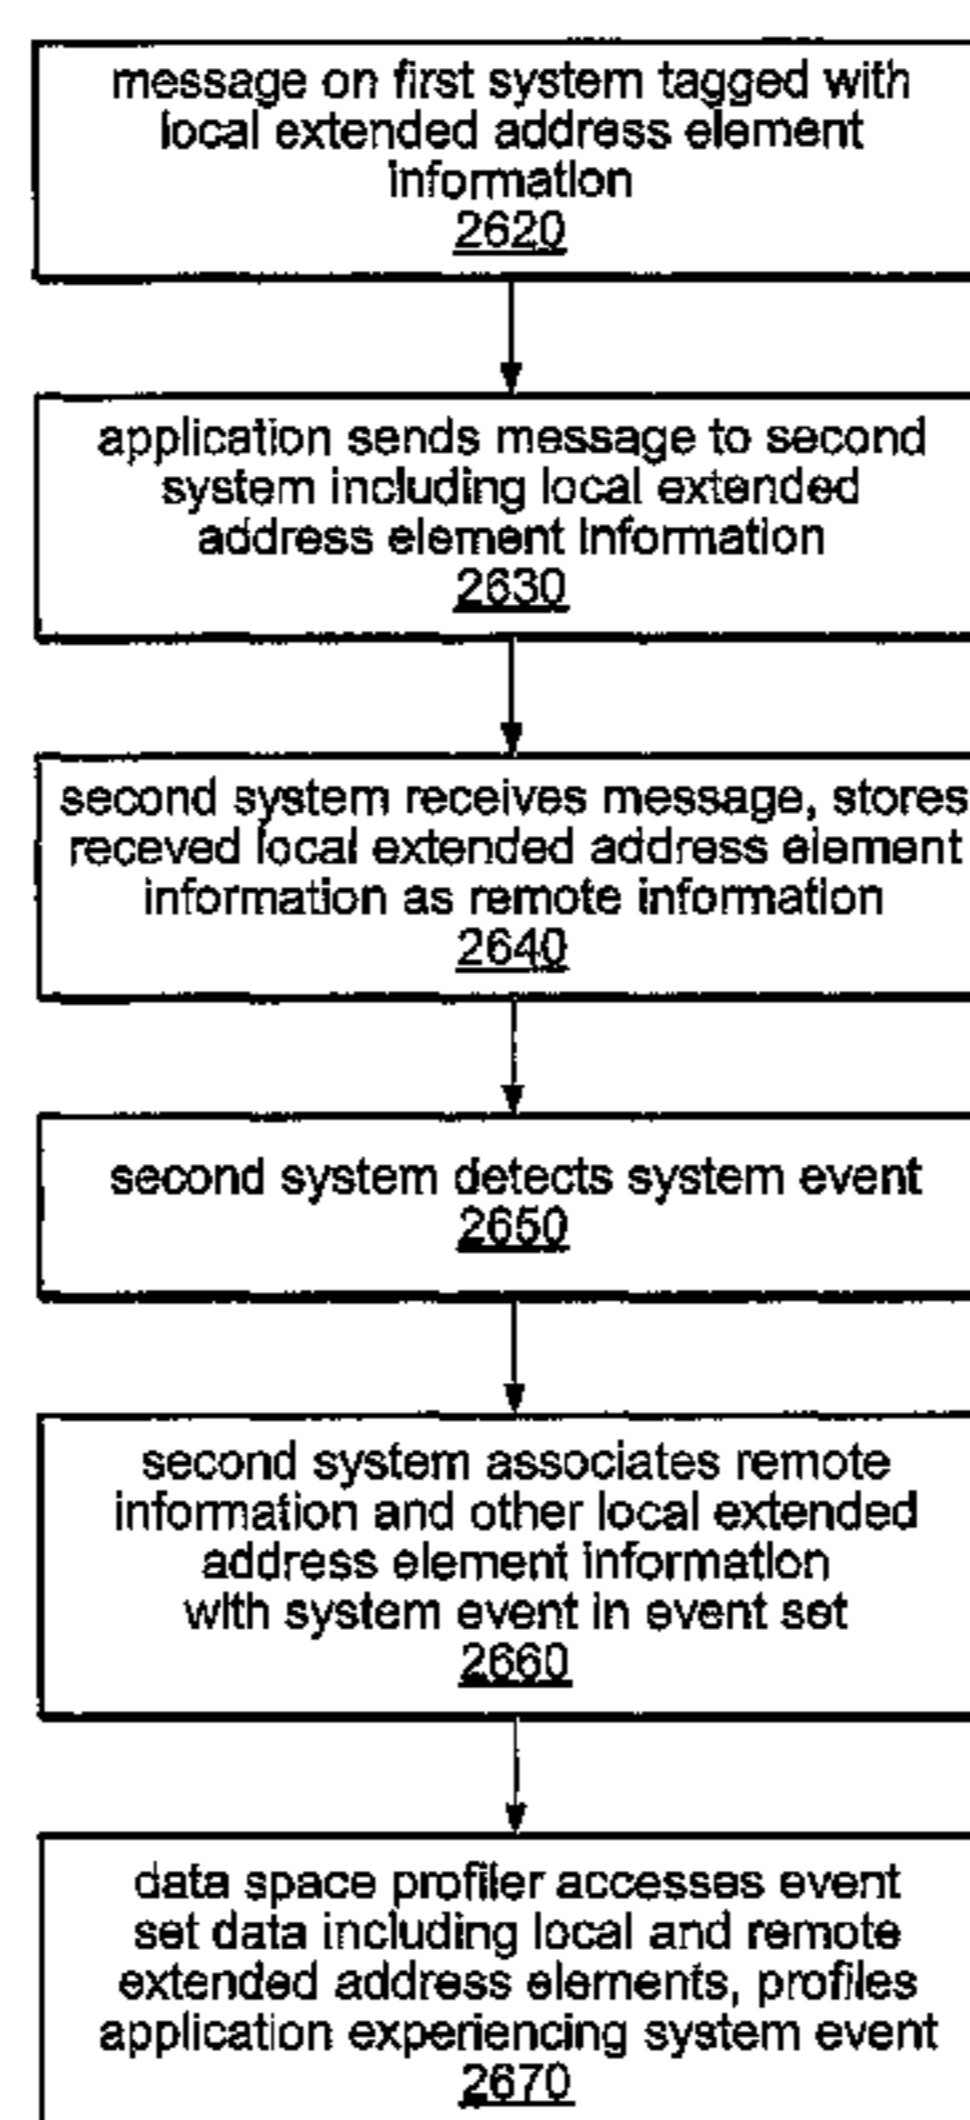 message on first system tagged with
local extended address element
information
2620
application sends message to second
system including local extended
address element information
2630
second system receives message, stores
receved local extended address element
information as remote information
2640
second system detects system event
2650
second system associates remote
information and other local extended
address element information
with system event in event set
2660
data space profiler accesses event
set data including local and remote
extended address elements, profiles
application experiencing system event
2670